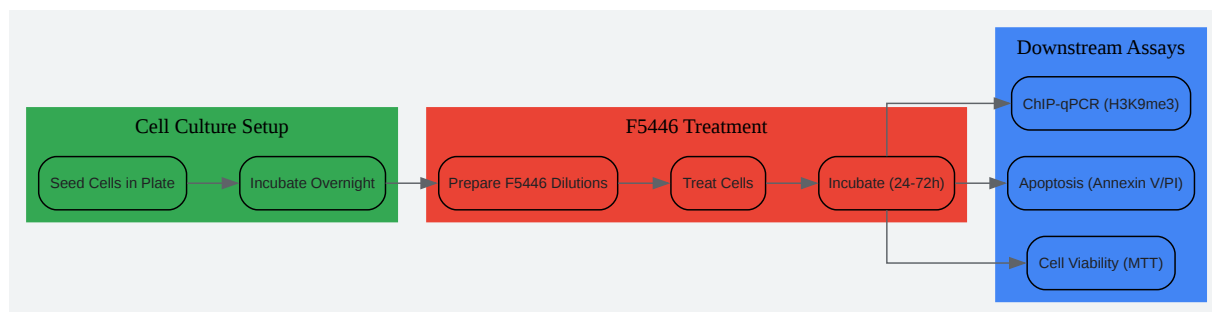 Cell Culture Setup
Seed Cells in Plate
Incubate Overnight
F5446 Treatment
Prepare F5446 Dilutions
Treat Cells
Incubate (24-72h)
Downstream Assays
ChIP-qPCR (H3K9me3)
Apoptosis (Annexin V/PI)
Cell Viability (MTT)